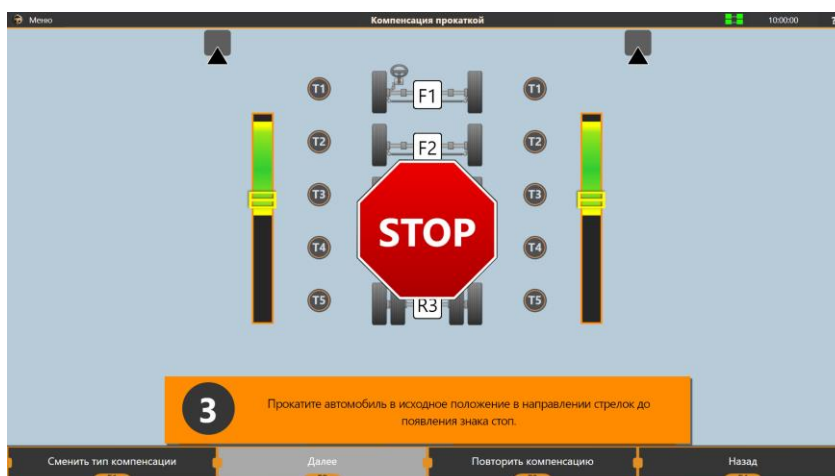 Меню Компенсация прокаткой 10:00:00 ?
T1 F1 T1
T2 F2 T2
T3 T3
STOP
T4 T4
T5 R3 T5
3
Прокатите автомобиль в исходное положение в направлении стрелок до
появления знака стоп.
Сменить тип компенсации Далее Повторить компенсацию Назад